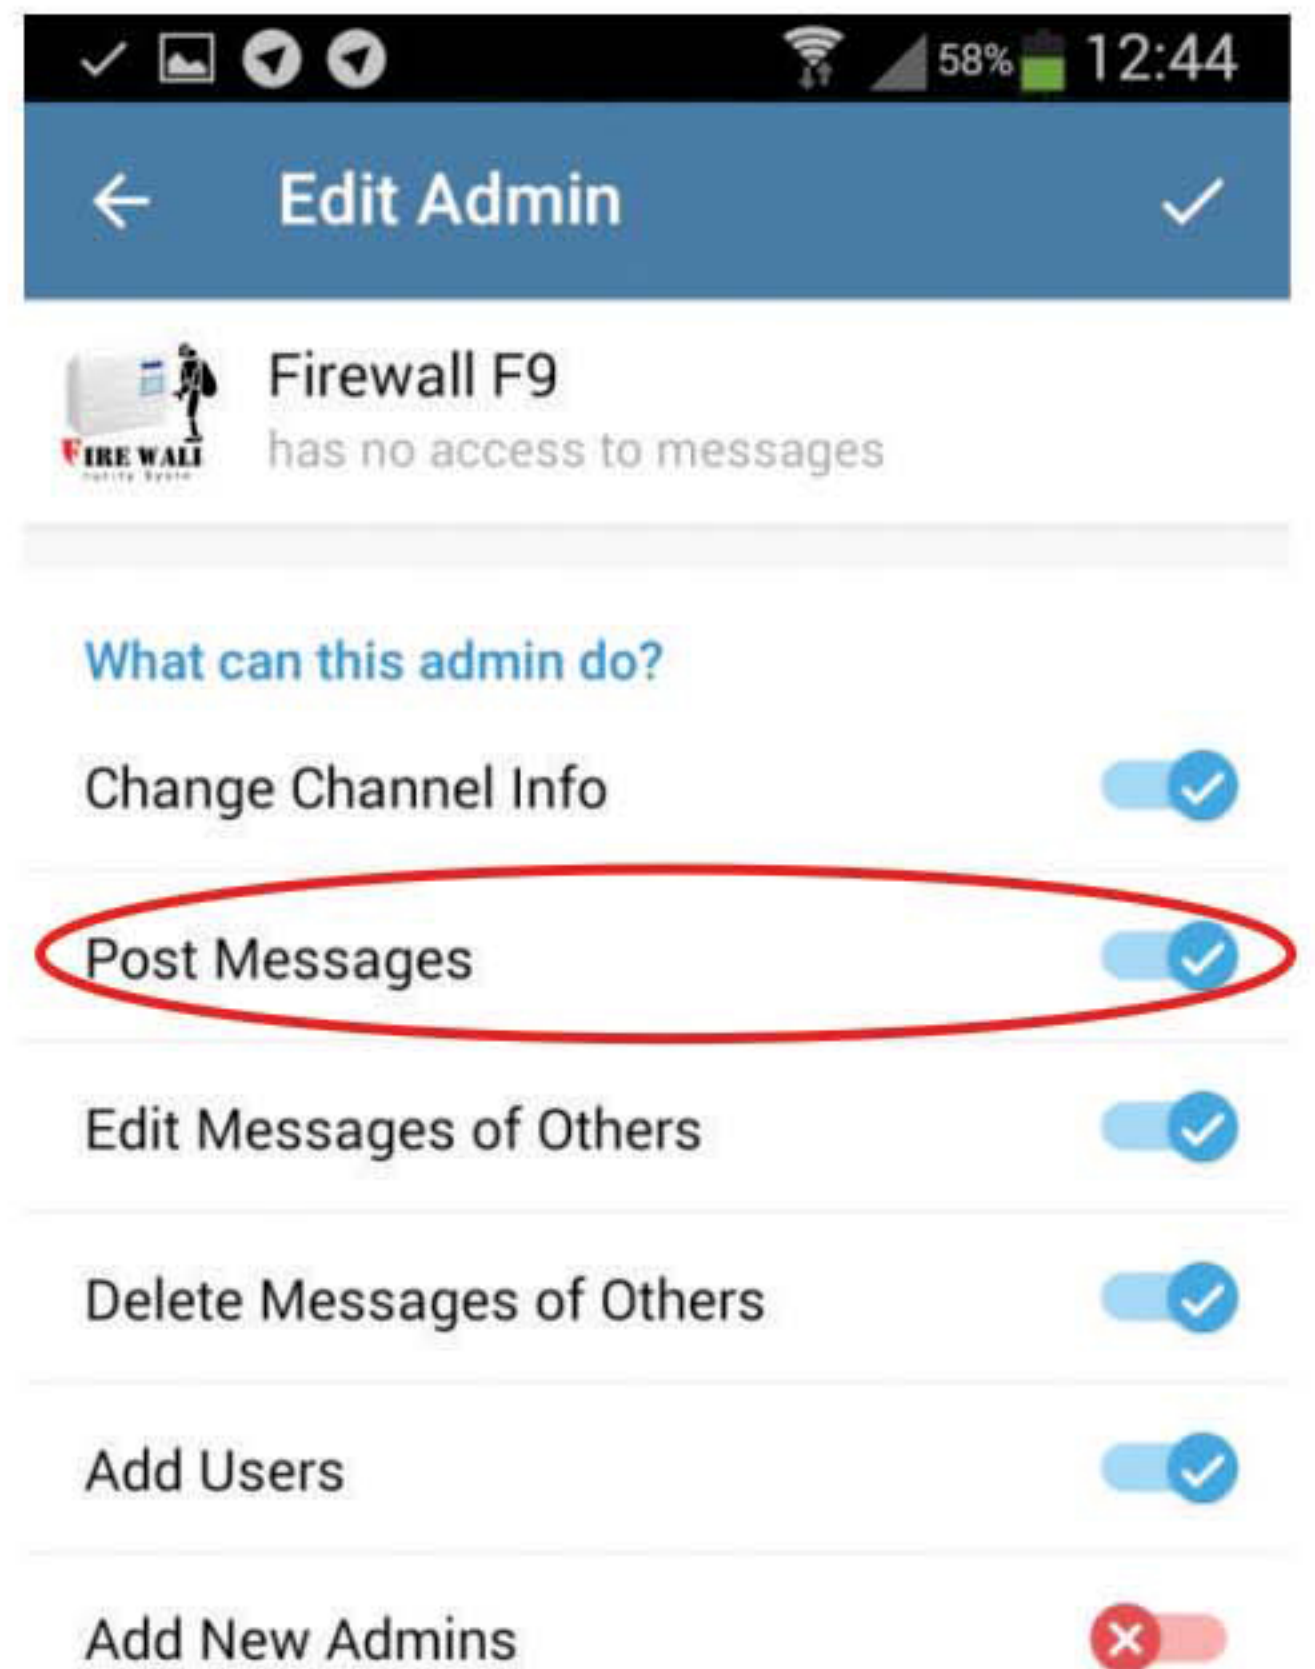 58% 12:44
Edit Admin
Firewall F9
has no access to messages
FIRE WALL
What can this admin do?
Change Channel Info
Post Messages
Edit Messages of Others
Delete Messages of Others
Add Users
Add New Admins